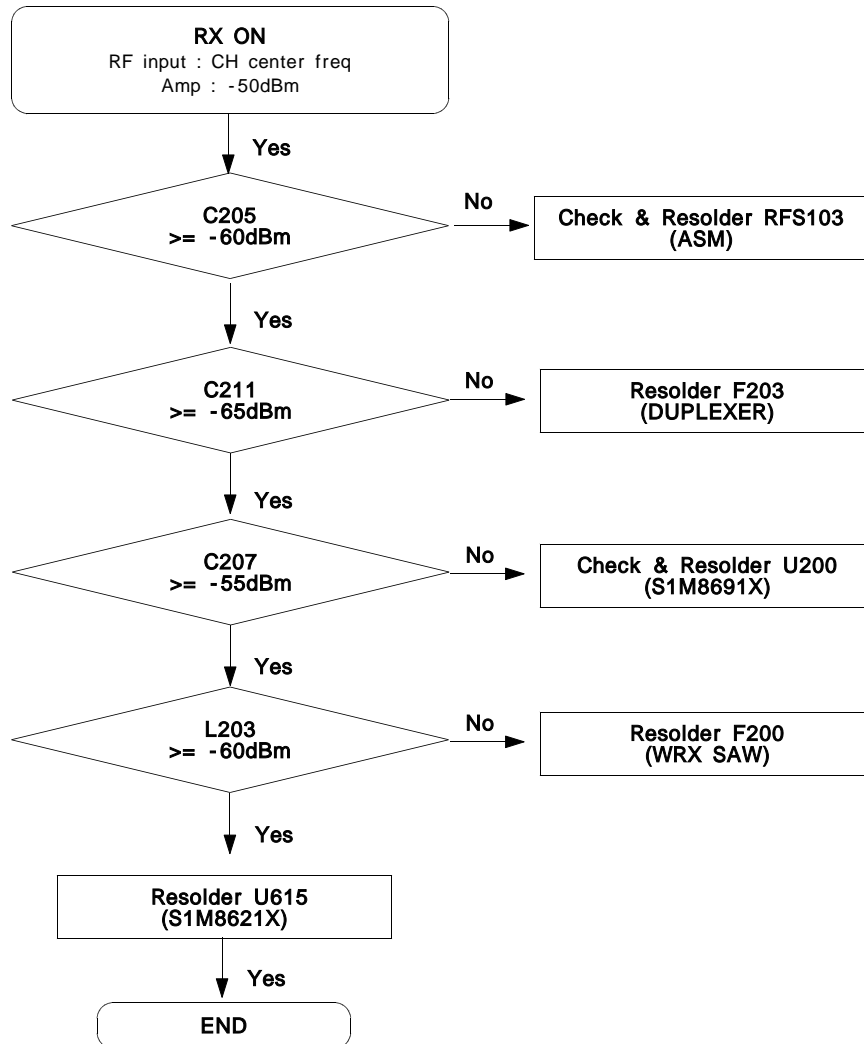 RX ON
RF input : CH center freq
Amp : -50dBm
Yes
C205
>= -60dBm
No
Check & Resolder RFS103
(ASM)
Yes
C211
>= -65dBm
No
Resolder F203
(DUPLEXER)
Yes
C207
>= -55dBm
No
Check & Resolder U200
(S1M8691X)
Yes
L203
>= -60dBm
No
Resolder F200
(WRX SAW)
Yes
Resolder U615
(S1M8621X)
Yes
END